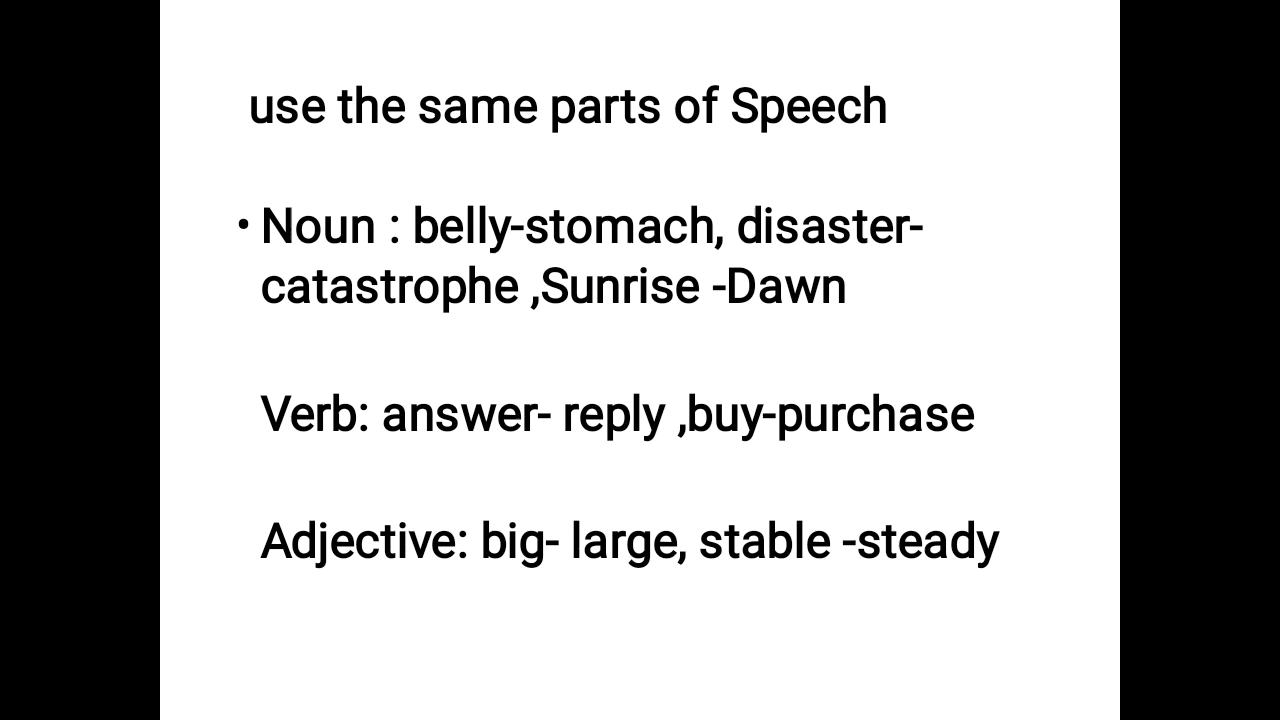 use the same parts of Speech
• Noun : belly-stomach, disaster-
catastrophe ,Sunrise -Dawn
Verb: answer- reply ,buy-purchase
Adjective: big- large, stable -steady